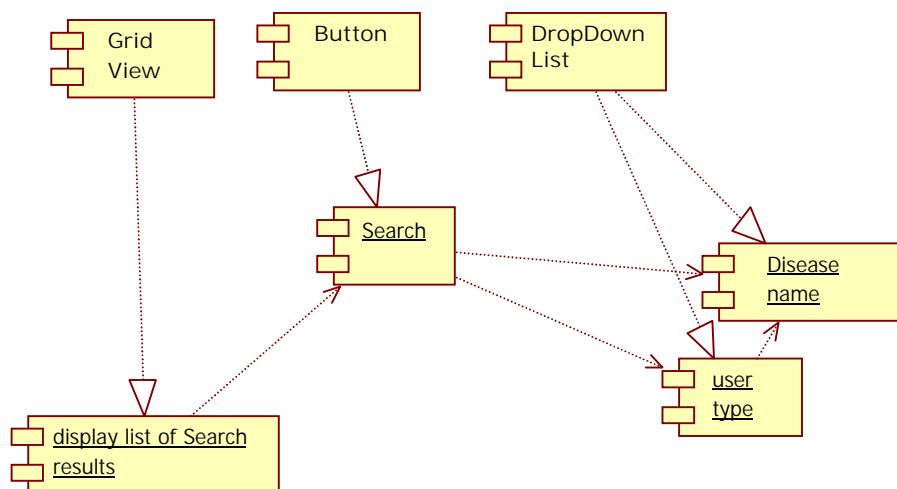 Grid
View
Button
DropDown
List
Search
Disease
name
user
type
display list of Search
results